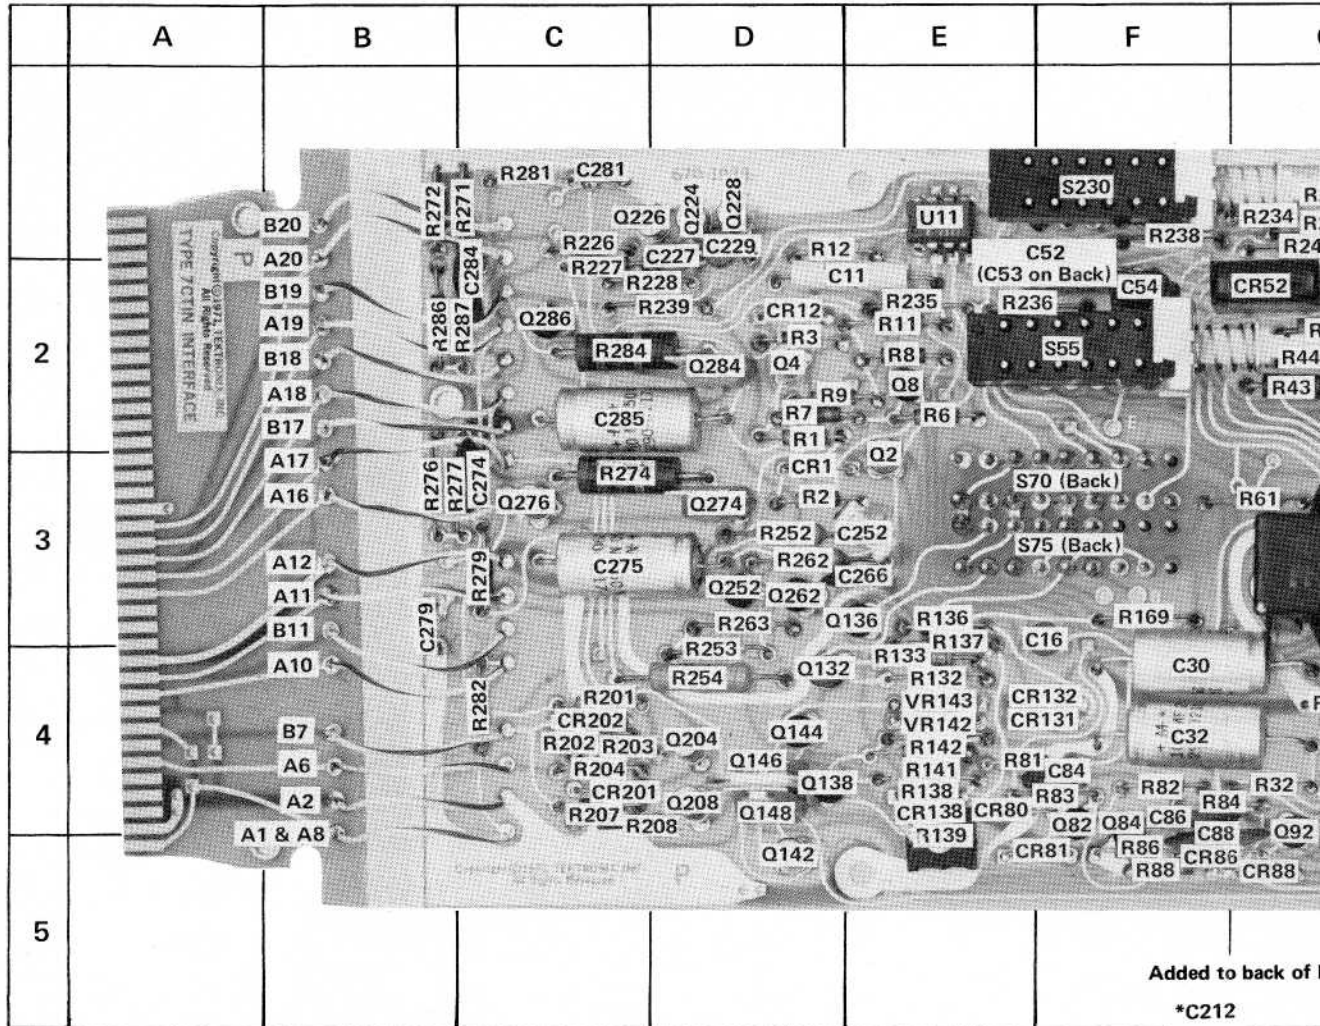 A B C D E F
R281 C281
R272 R271
Q226 Q224 Q228
U11 S230
B20
R234
R238
R226 C227 C229 R12
C52
(C53 on Back)
A20
R227
C284
R228 C11
C54 CR52
B19
R239 R235 R236
R286 R287
Q286 CR12 R11
A19
R284 R3
S55
2
Q284 Q4 R8
R44
B18
Q8 R43
A18
R9
C285 R7 R6
B17
R1
A17
R276 R277 C274
R274 CR1 Q2
S70 (Back)
A16
Q276 Q274 R2
R61
3
R252 C252
S75 (Back)
A12
C275 R262
R279
C266
A11
Q252 Q262
C279
Q136 R136 R169
B11
R263
R137 C16
A10
R253 R133
Q132
C30
R254 R132
R282
R201
VR143 CR132
CR202
VR142 CR131
4
B7
R202 R203 Q204 Q144
R142
C32
A6
R204 Q146
R141 R81 C84
Q138
CR201
R138 R83 R82 R32
A2
Q208
R84
R207
Q148 CR138 CR80
Q82 Q84 C86
R208
A1 & A8
R139
C88 Q92
Q142
CR81 R86
CR86
R88 CR88
TYPE 7CT1N INTERFACE
Copyright © 1972, TEKTRONIX, INC.
All Rights Reserved
P
5
Added to back of
*C212